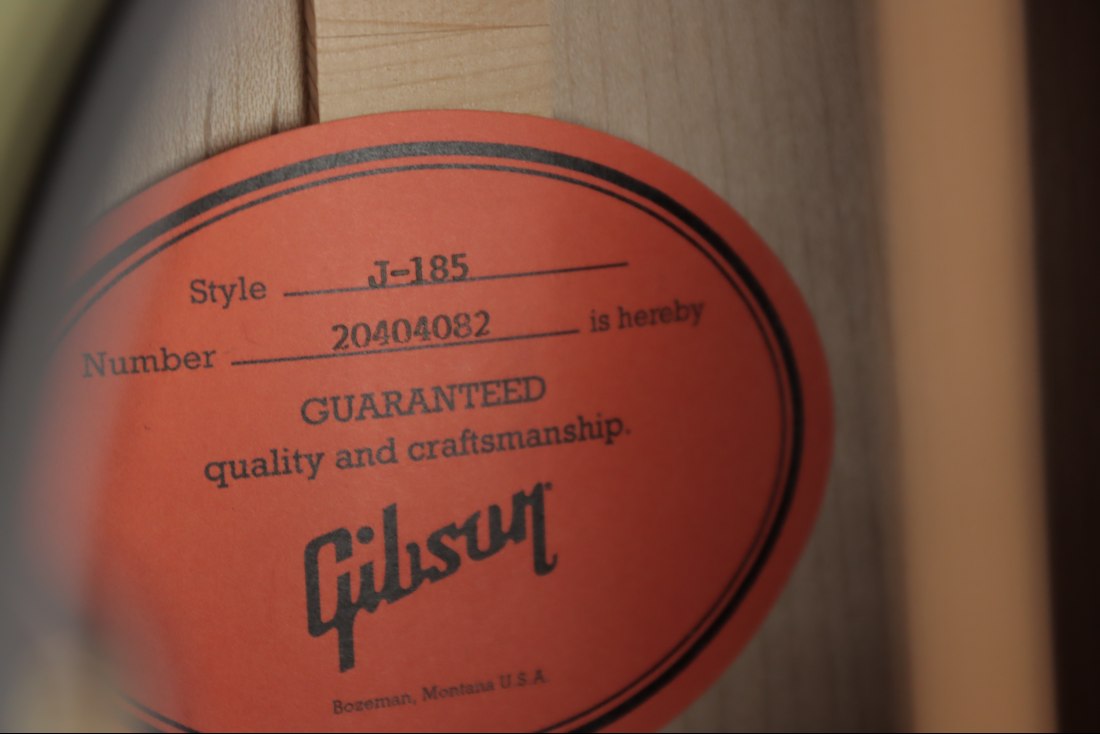 Style J-185
Number 20404082 is hereby
GUARANTEED
quality and craftsmanship.
Gibson
Bozeman, Montana U.S.A.